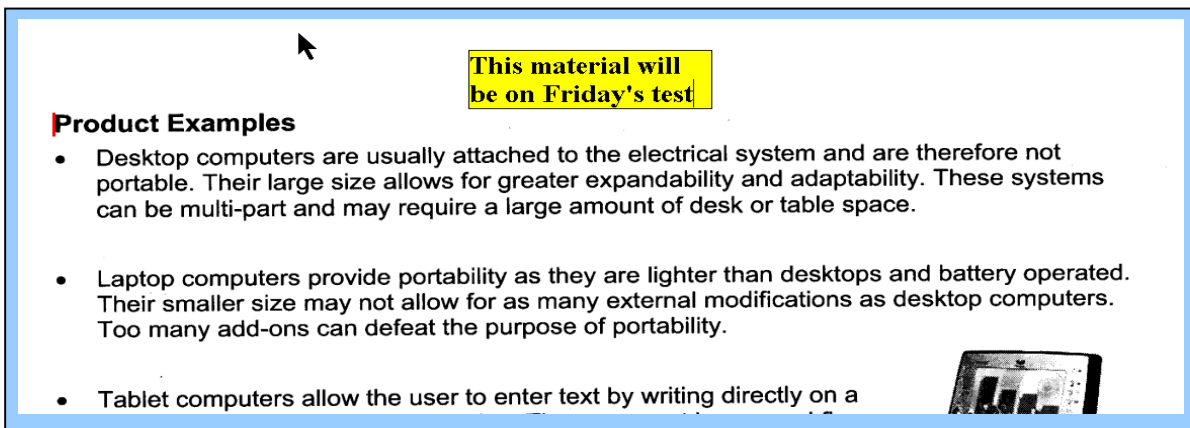 This material will
be on Friday's test
Product Examples
• Desktop computers are usually attached to the electrical system and are therefore not
portable. Their large size allows for greater expandability and adaptability. These systems
can be multi-part and may require a large amount of desk or table space.
• Laptop computers provide portability as they are lighter than desktops and battery operated.
Their smaller size may not allow for as many external modifications as desktop computers.
Too many add-ons can defeat the purpose of portability.
• Tablet computers allow the user to enter text by writing directly on a